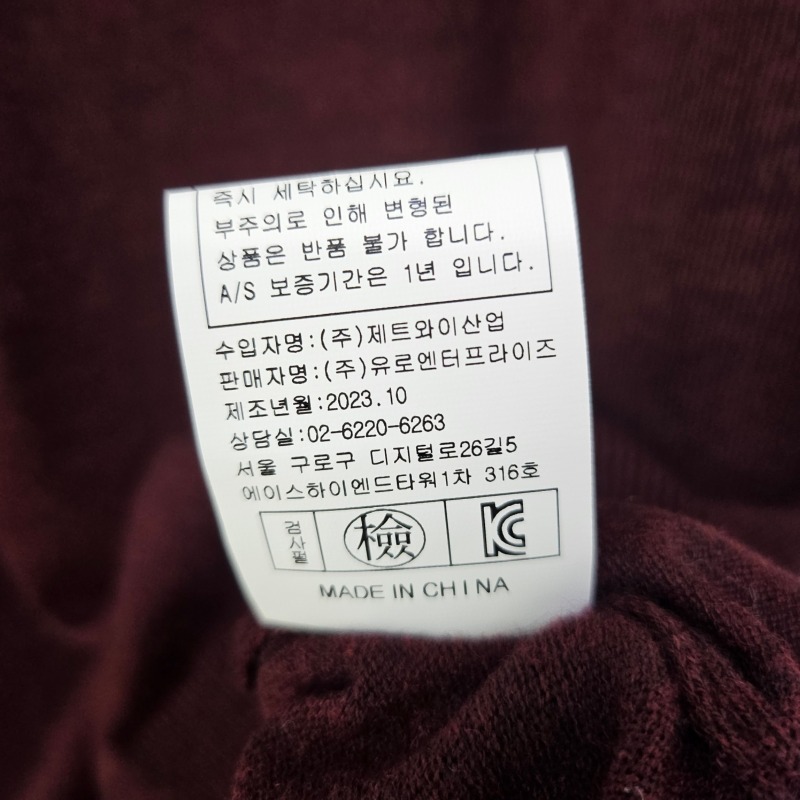 즉시 세탁하십시요.
부주의로 인해 변형된
상품은 반품 불가 합니다.
A/S 보증기간은 1년 입니다.
수입자명:(주)제트와이산업
판매자명:(주)유로엔터프라이즈
제조년월:2023.10
상담실:02-6220-6263
서울 구로구 디지털로26길5
에이스하이엔드타워1차 316호
검사필 檢 KC
MADE IN CHINA